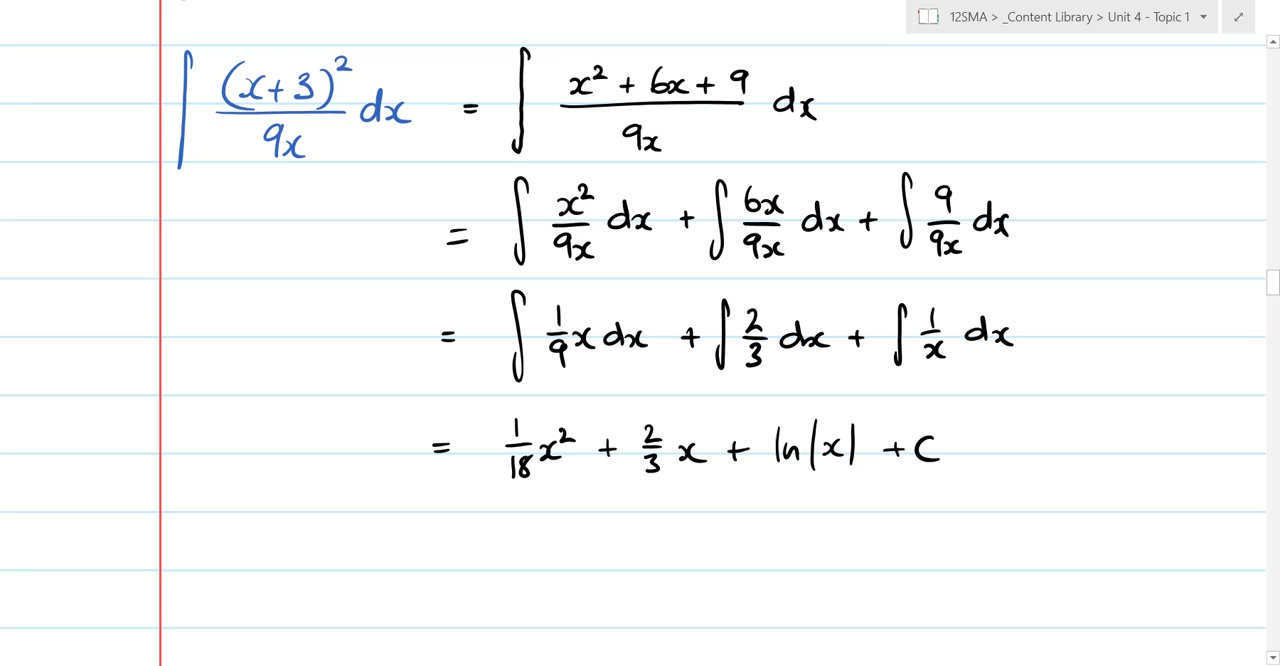 12SMA > _Content Library > Unit 4 - Topic 1
∫ (x+3)²/9x dx = ∫ (x² + 6x + 9)/9x dx
= ∫ x²/9x dx + ∫ 6x/9x dx + ∫ 9/9x dx
= ∫ 1/9 x dx + ∫ 2/3 dx + ∫ 1/x dx
= 1/18 x² + 2/3 x + ln|x| + C